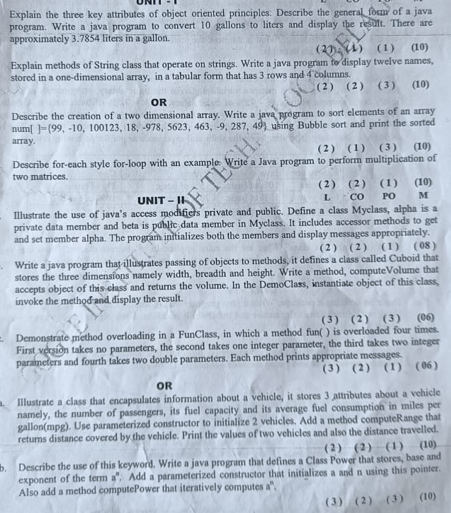 UNIT - I
Explain the three key attributes of object oriented principles. Describe the general form of a java
program. Write a java program to convert 10 gallons to liters and display the result. There are
approximately 3.7854 liters in a gallon.
(2) (1) (1) (10)
Explain methods of String class that operate on strings. Write a java program to display twelve names,
stored in a one-dimensional array, in a tabular form that has 3 rows and 4 columns.
(2) (2) (3) (10)
OR
Describe the creation of a two dimensional array. Write a java program to sort elements of an array
num[ ]={99, -10, 100123, 18, -978, 5623, 463, -9, 287, 49} using Bubble sort and print the sorted
array.
(2) (1) (3) (10)
Describe for-each style for-loop with an example. Write a Java program to perform multiplication of
two matrices.
(2) (2) (1) (10)
UNIT – II L CO PO M
Illustrate the use of java's access modifiers private and public. Define a class Myclass, alpha is a
private data member and beta is public data member in Myclass. It includes accessor methods to get
and set member alpha. The program initializes both the members and display messages appropriately.
(2) (2) (1) (08)
Write a java program that illustrates passing of objects to methods, it defines a class called Cuboid that
stores the three dimensions namely width, breadth and height. Write a method, computeVolume that
accepts object of this class and returns the volume. In the DemoClass, instantiate object of this class,
invoke the method and display the result.
(3) (2) (3) (06)
Demonstrate method overloading in a FunClass, in which a method fun( ) is overloaded four times.
First version takes no parameters, the second takes one integer parameter, the third takes two integer
parameters and fourth takes two double parameters. Each method prints appropriate messages.
(3) (2) (1) (06)
OR
a. Illustrate a class that encapsulates information about a vehicle, it stores 3 attributes about a vehicle
namely, the number of passengers, its fuel capacity and its average fuel consumption in miles per
gallon(mpg). Use parameterized constructor to initialize 2 vehicles. Add a method computeRange that
returns distance covered by the vehicle. Print the values of two vehicles and also the distance travelled.
(2) (2) (1) (10)
b. Describe the use of this keyword. Write a java program that defines a Class Power that stores, base and
exponent of the term aⁿ. Add a parameterized constructor that initializes a and n using this pointer.
Also add a method computePower that iteratively computes aⁿ.
(3) (2) (3) (10)